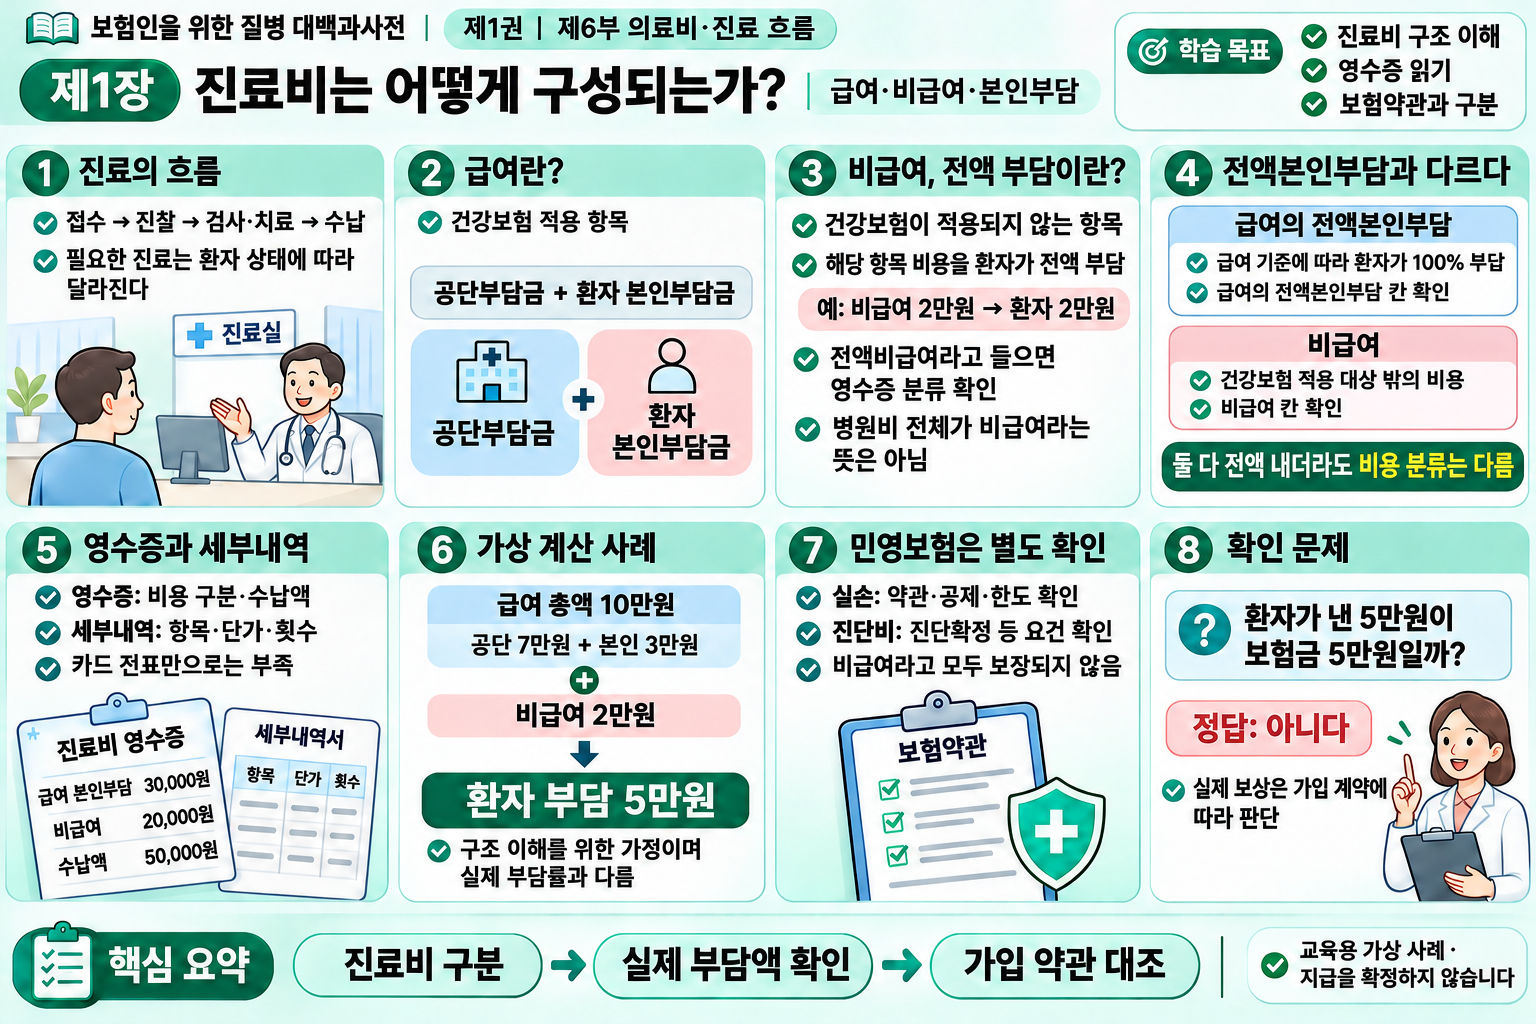 보험인을 위한 질병 대백과사전
제1권 | 제6부 의료비·진료 흐름
제1장 진료비는 어떻게 구성되는가?
급여·비급여·본인부담
학습 목표
진료비 구조 이해
영수증 읽기
보험약관과 구분
1 진료의 흐름
접수 → 진찰 → 검사·치료 → 수납
필요한 진료는 환자 상태에 따라
달라진다
진료실
2 급여란?
건강보험 적용 항목
공단부담금 + 환자 본인부담금
공단부담금
+
환자
본인부담금
3 비급여, 전액 부담이란?
건강보험이 적용되지 않는 항목
해당 항목 비용을 환자가 전액 부담
예: 비급여 2만원 → 환자 2만원
전액비급여라고 들으면
영수증 분류 확인
병원비 전체가 비급여라는
뜻은 아님
4 전액본인부담과 다르다
급여의 전액본인부담
급여 기준에 따라 환자가 100% 부답
급여의 전액본인부담 칸 확인
비급여
건강보험 적용 대상 밖의 비용
비급여 칸 확인
둘 다 전액 내더라도 비용 분류는 다름
5 영수증과 세부내역
영수증: 비용 구분·수납액
세부내역: 항목·단가·횟수
카드 전표만으로는 부족
진료비 영수증
급여 본인부담 30,000원
비급여 20,000원
수납액 50,000원
세부내역서
항목 단가 횟수
6 가상 계산 사례
급여 총액 10만원
공단 7만원 + 본인 3만원
+
비급여 2만원
환자 부담 5만원
구조 이해를 위한 가정이며
실제 부담률과 다름
7 민영보험은 별도 확인
실손: 약관·공제·한도 확인
진단비: 진단확정 등 요건 확인
비급여라고 모두 보장되지 않음
보험약관
8 확인 문제
?
환자가 낸 5만원이
보험금 5만원일까?
정답: 아니다
실제 보상은 가입 계약에
따라 판단
핵심 요약
진료비 구분 → 실제 부담액 확인 → 가입 약관 대조
교육용 가상 사례 ·
지급을 확정하지 않습니다